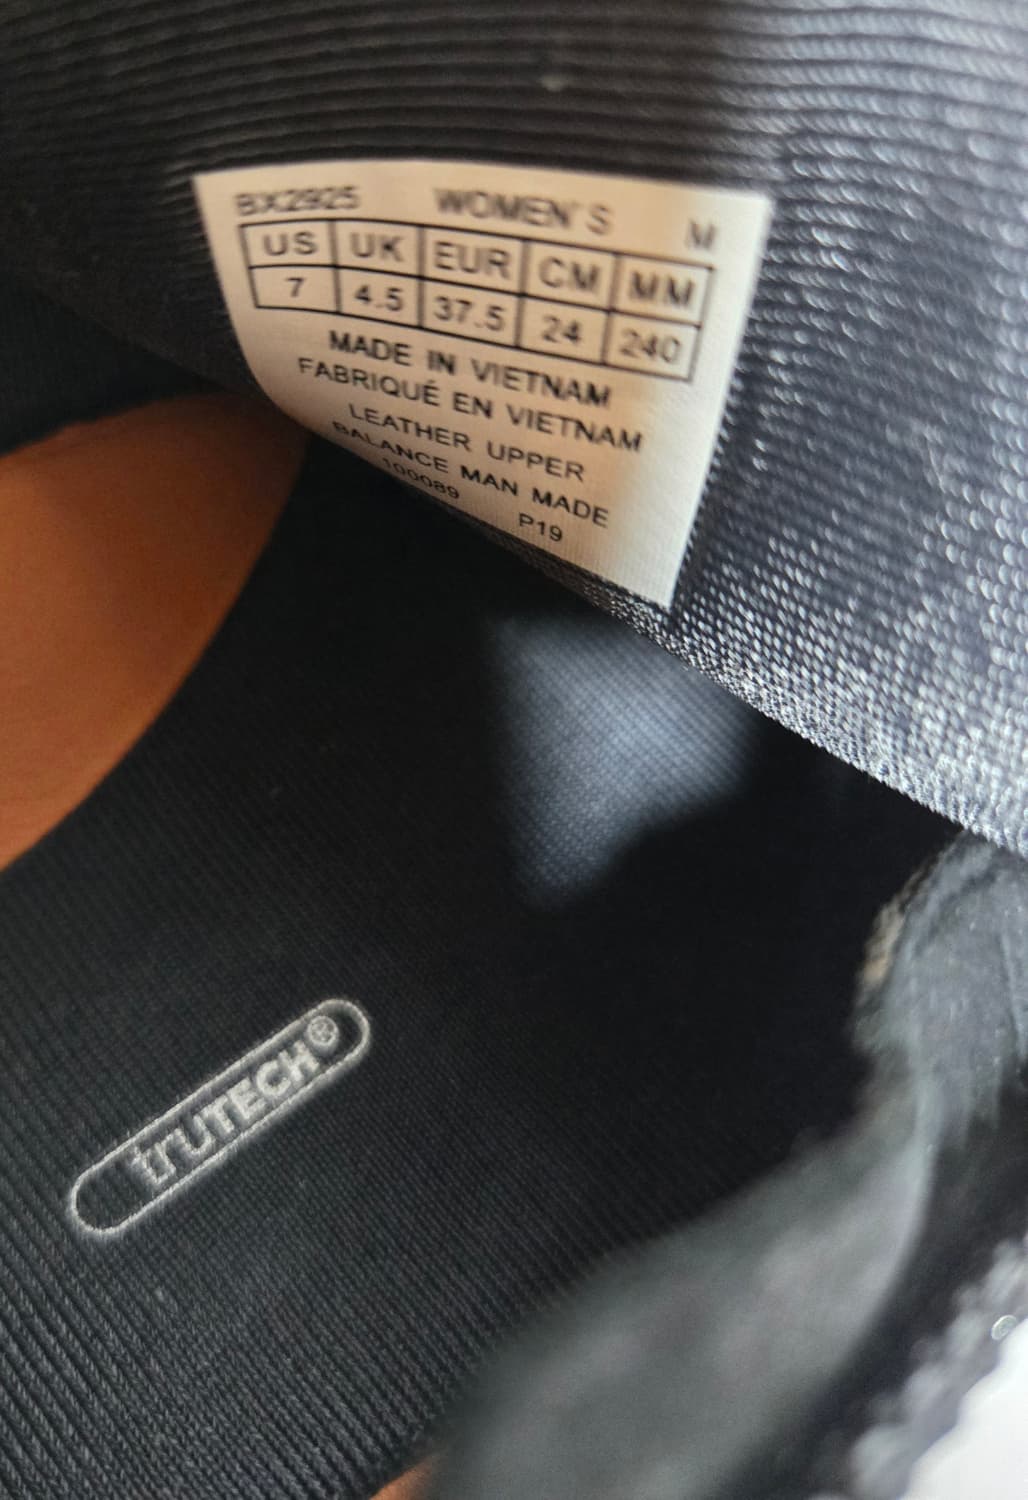 BX2925 WOMEN'S M
US UK EUR CM MM
7 4.5 37.5 24 240
MADE IN VIETNAM
FABRIQUÉ EN VIETNAM
LEATHER UPPER
BALANCE MAN MADE
100089 P19
trUTECH®